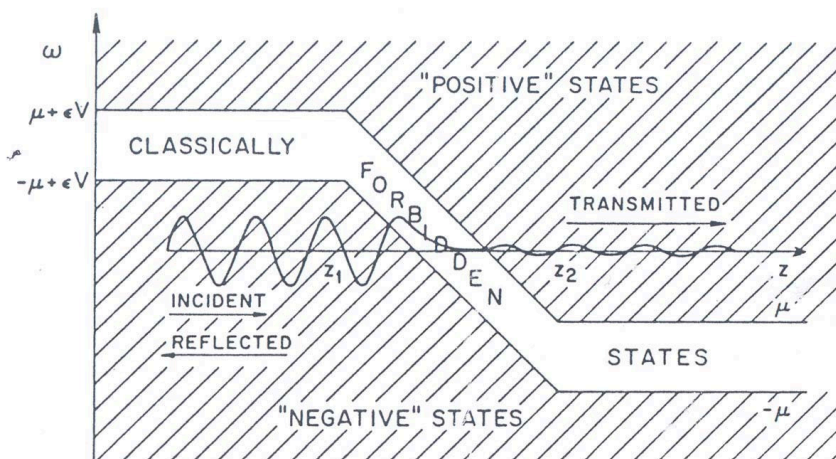 ω
"POSITIVE" STATES
μ+εV
CLASSICALLY
-μ+εV
FORBIDDEN
TRANSMITTED
z₁
z₂
z
INCIDENT
μ
REFLECTED
STATES
"NEGATIVE" STATES
-μ